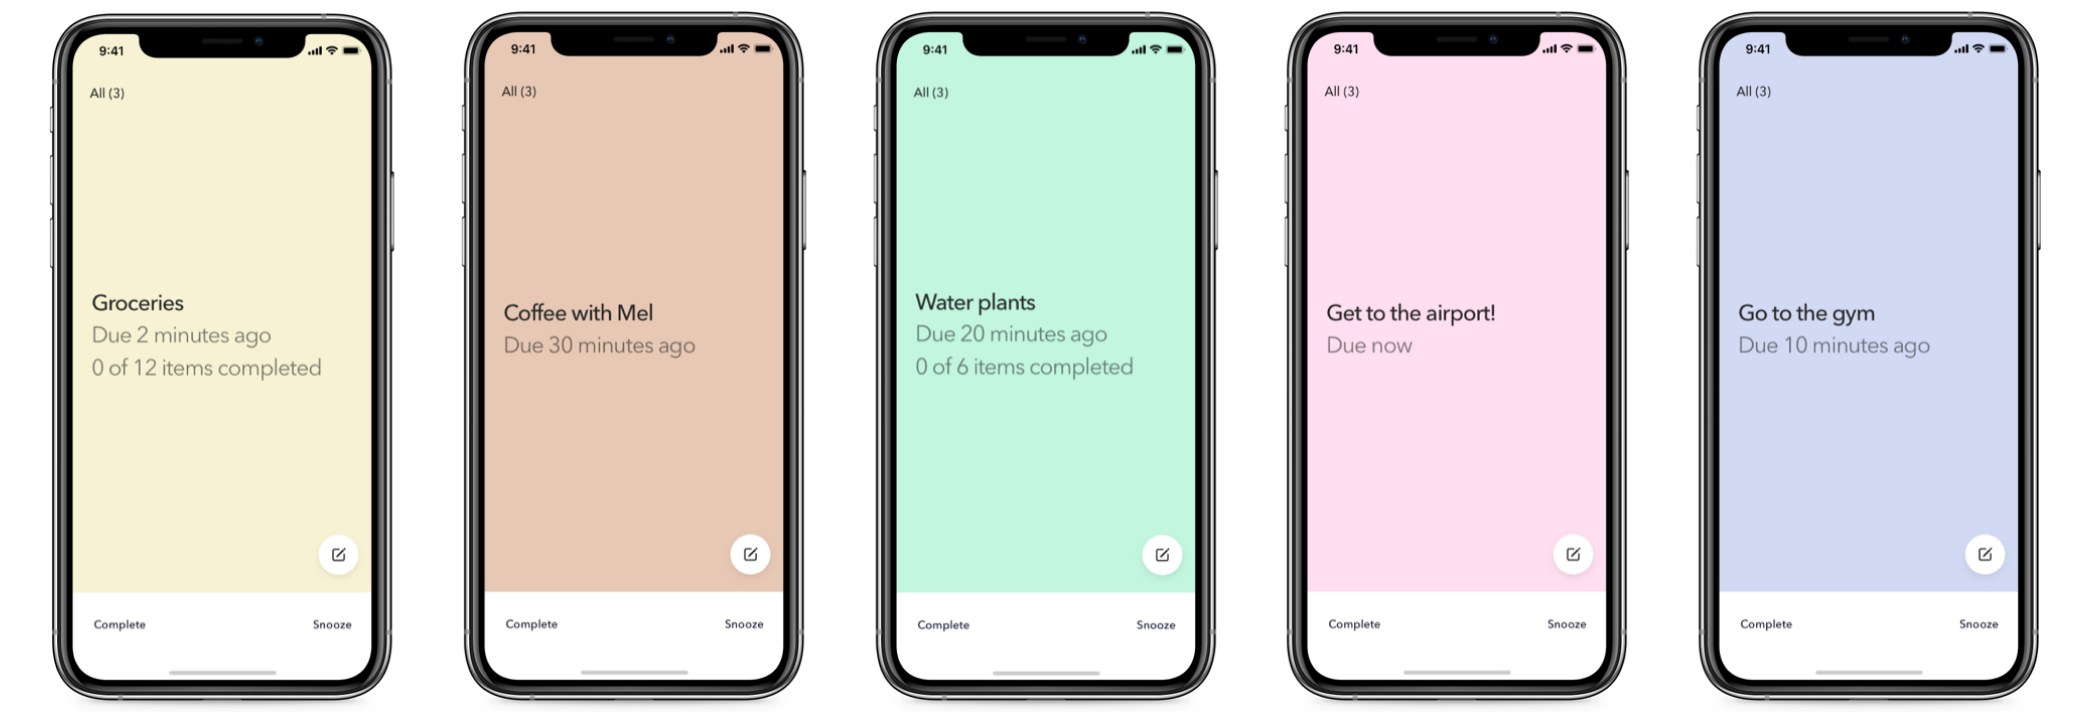 9:41
All (3)
Groceries
Due 2 minutes ago
0 of 12 items completed
Complete
Snooze
9:41
All (3)
Coffee with Mel
Due 30 minutes ago
Complete
Snooze
9:41
All (3)
Water plants
Due 20 minutes ago
0 of 6 items completed
Complete
Snooze
9:41
All (3)
Get to the airport!
Due now
Complete
Snooze
9:41
All (3)
Go to the gym
Due 10 minutes ago
Complete
Snooze